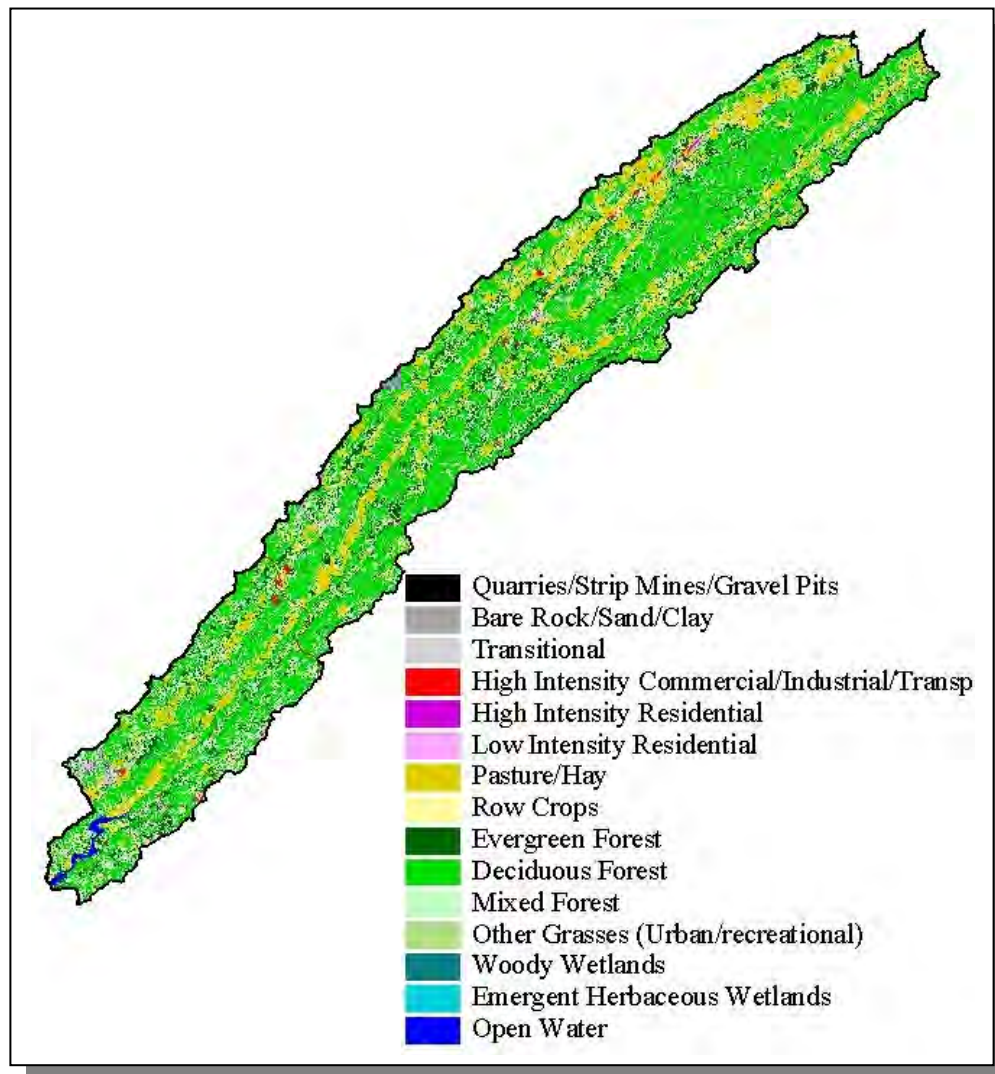 Quarries/Strip Mines/Gravel Pits
Bare Rock/Sand/Clay
Transitional
High Intensity Commercial/Industrial/Transp
High Intensity Residential
Low Intensity Residential
Pasture/Hay
Row Crops
Evergreen Forest
Deciduous Forest
Mixed Forest
Other Grasses (Urban/recreational)
Woody Wetlands
Emergent Herbaceous Wetlands
Open Water